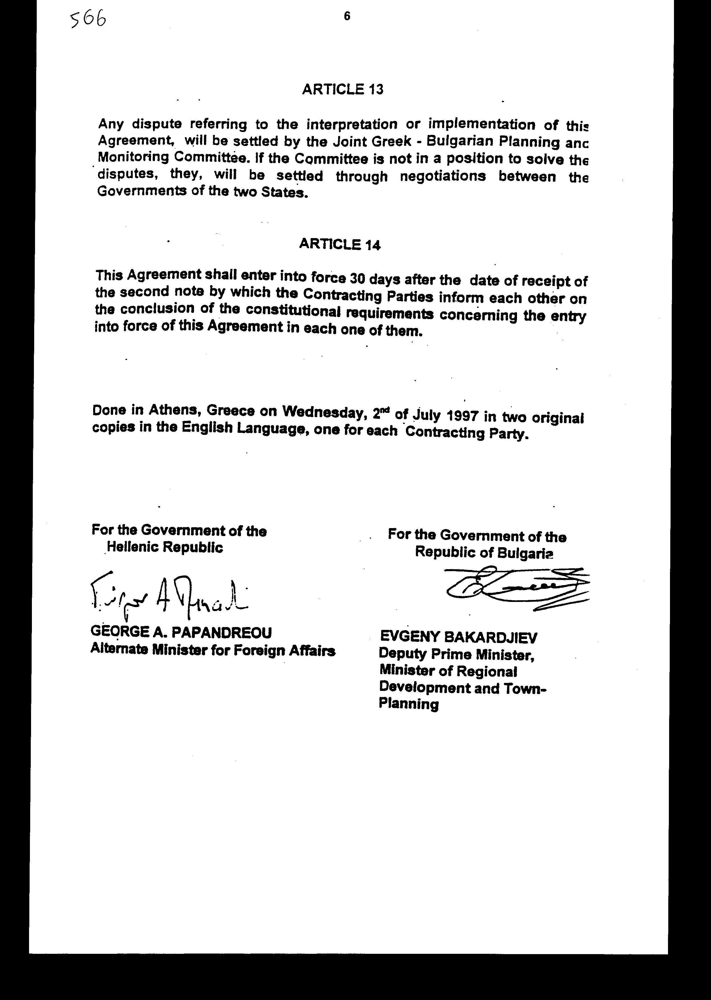 566
6
ARTICLE 13
Any dispute referring to the interpretation or implementation of this
Agreement, will be settled by the Joint Greek - Bulgarian Planning and
Monitoring Committee. If the Committee is not in a position to solve the
disputes, they, will be settled through negotiations between the
Governments of the two States.
ARTICLE 14
This Agreement shall enter into force 30 days after the date of receipt of
the second note by which the Contracting Parties inform each other on
the conclusion of the constitutional requirements concerning the entry
into force of this Agreement in each one of them.
Done in Athens, Greece on Wednesday, 2nd of July 1997 in two original
copies in the English Language, one for each Contracting Party.
For the Government of the
Hellenic Republic
For the Government of the
Republic of Bulgaria
GEORGE A. PAPANDREOU
Alternate Minister for Foreign Affairs
EVGENY BAKARDJIEV
Deputy Prime Minister,
Minister of Regional
Development and Town-
Planning